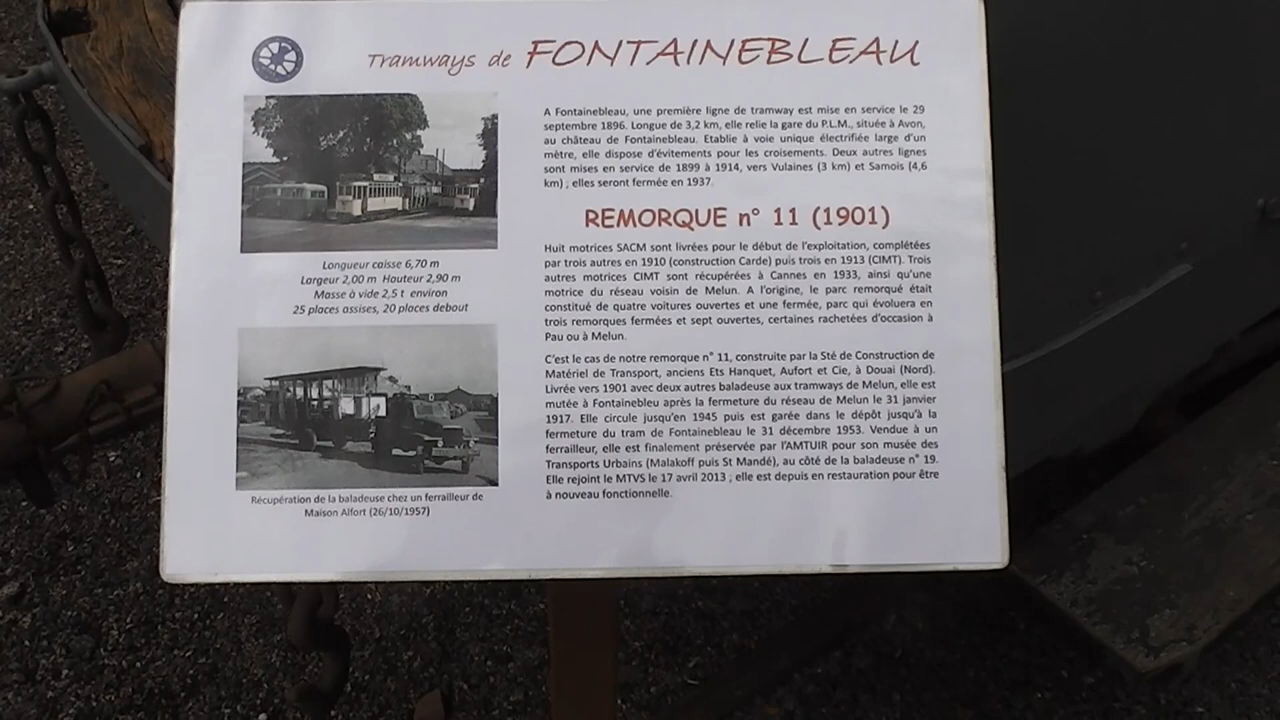 Tramways de FONTAINEBLEAU
A Fontainebleau, une première ligne de tramway est mise en service le 29
septembre 1896. Longue de 3,2 km, elle relie la gare du P.L.M., située à Avon,
au château de Fontainebleau. Etablie à voie unique électrifiée large d'un
mètre, elle dispose d'évitements pour les croisements. Deux autres lignes
sont mises en service de 1899 à 1914, vers Vulaines (3 km) et Samois (4,6
km) ; elles seront fermée en 1937
REMORQUE n° 11 (1901)
Huit motrices SACM sont livrées pour le début de l'exploitation, complétées
par trois autres en 1910 (construction Carde) puis trois en 1913 (CIMT). Trois
autres motrices CIMT sont récupérées à Cannes en 1933, ainsi qu'une
motrice du réseau voisin de Melun. A l'origine, le parc remorqué était
constitué de quatre voitures ouvertes et une fermée, parc qui évoluera en
trois remorques fermées et sept ouvertes, certaines rachetées d'occasion à
Pau ou à Melun.
C'est le cas de notre remorque n° 11, construite par la Sté de Construction de
Matériel de Transport, anciens Ets Hanquet, Aufort et Cie, à Douai (Nord).
Livrée vers 1901 avec deux autres baladeuse aux tramways de Melun, elle est
mutée à Fontainebleu après la fermeture du réseau de Melun le 31 janvier
1917. Elle circule jusqu'en 1945 puis est garée dans le dépôt jusqu'à la
fermeture du tram de Fontainebleau le 31 décembre 1953. Vendue à un
ferrailleur, elle est finalement préservée par l'AMTUIR pour son musée des
Transports Urbains (Malakoff puis St Mandé), au côté de la baladeuse n° 19.
Elle rejoint le MTVS le 17 avril 2013 ; elle est depuis en restauration pour être
à nouveau fonctionnelle.
Longueur caisse 6,70 m
Largeur 2,00 m Hauteur 2,90 m
Masse à vide 2,5 t environ
25 places assises, 20 places debout
Récupération de la baladeuse chez un ferrailleur de
Maison Alfort (26/10/1957)